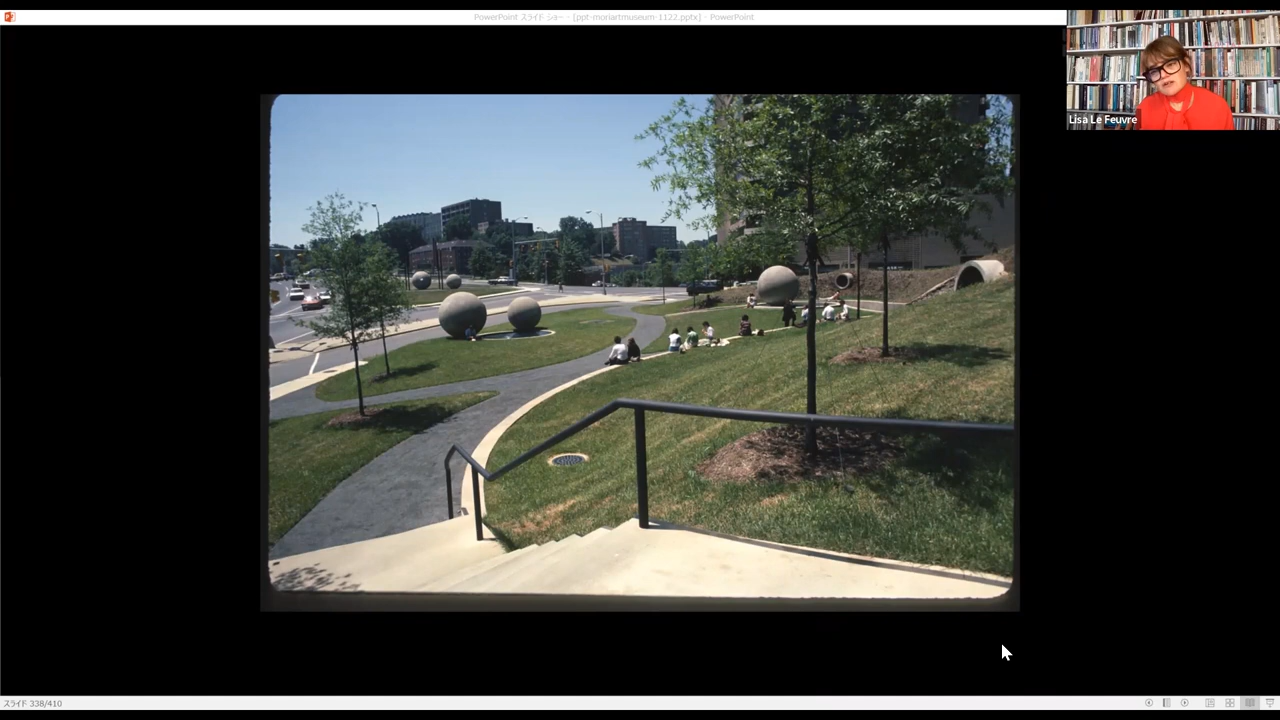 PowerPoint スライド ショー - [ppt-moriartmuseum-1122.pptx] - PowerPoint
Lisa Le Feuvre
スライド 338/410